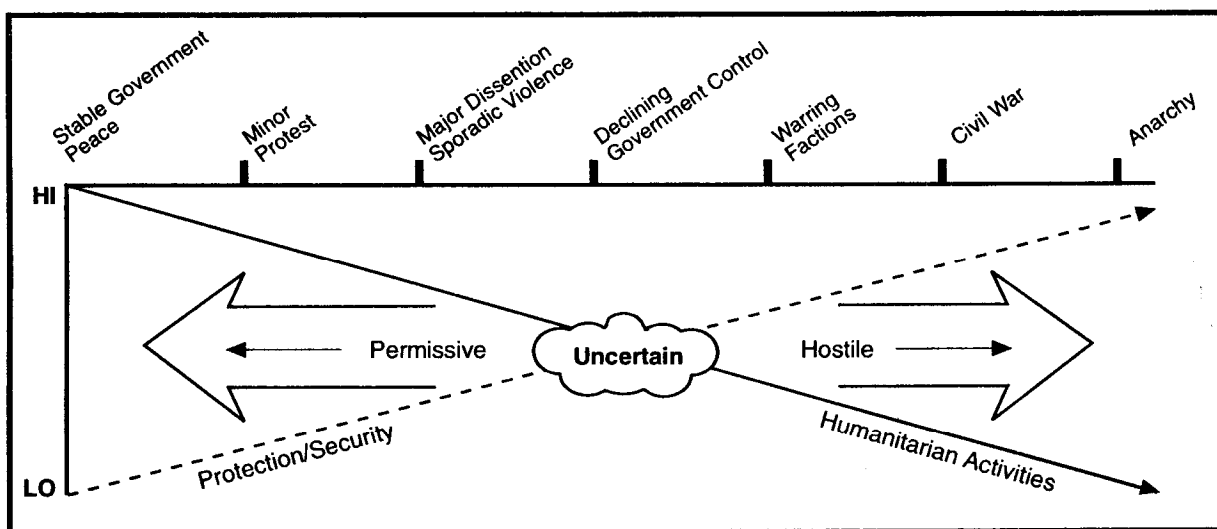 Stable Government
Peace
Minor
Protest
Major Dissention
Sporadic Violence
Declining
Government Control
Warring
Factions
Civil War
Anarchy
HI
Permissive
Uncertain
Hostile
Protection/Security
Humanitarian Activities
LO